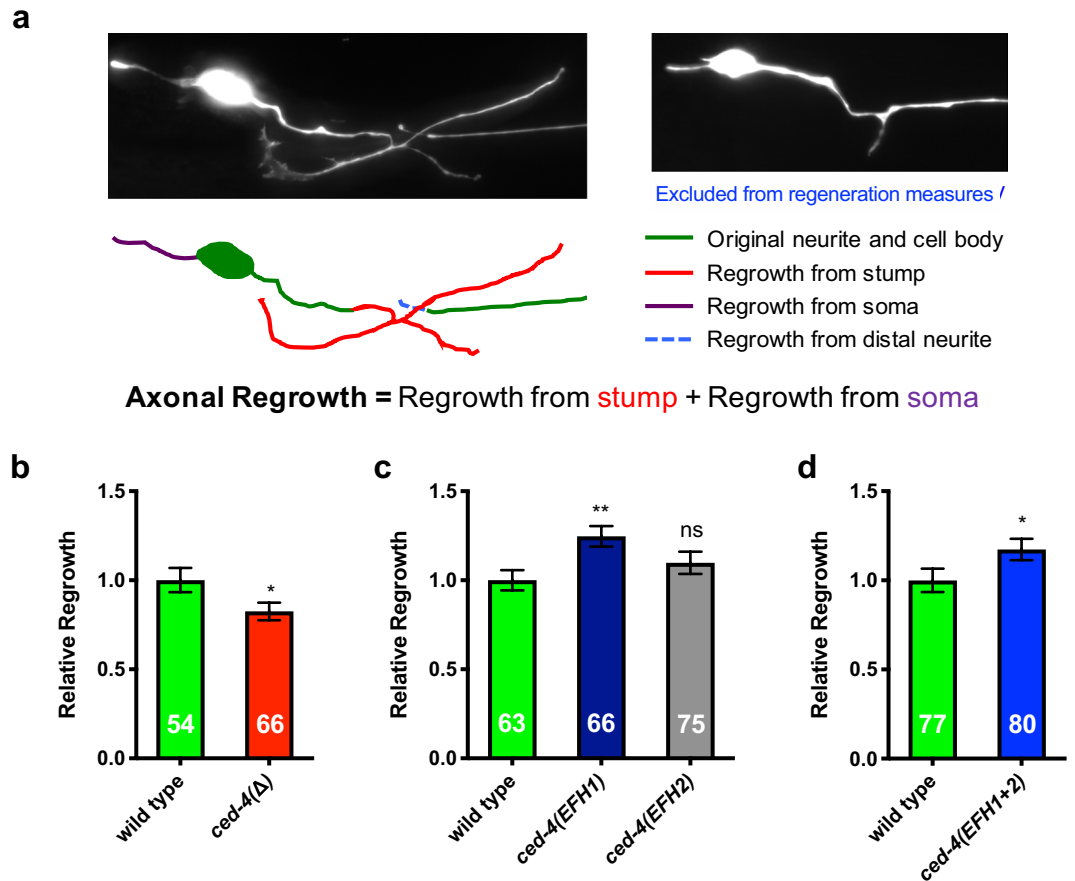 a
Excluded from regeneration measures /
Original neurite and cell body
Regrowth from stump
Regrowth from soma
Regrowth from distal neurite
Axonal Regrowth = Regrowth from stump + Regrowth from soma
b
Relative Regrowth
1.5
1.0
0.5
0.0
*
54
66
wild type
ced-4(Δ)
c
Relative Regrowth
1.5
1.0
0.5
0.0
**
ns
63
66
75
wild type
ced-4(EFH1)
ced-4(EFH2)
d
Relative Regrowth
1.5
1.0
0.5
0.0
*
77
80
wild type
ced-4(EFH1+2)